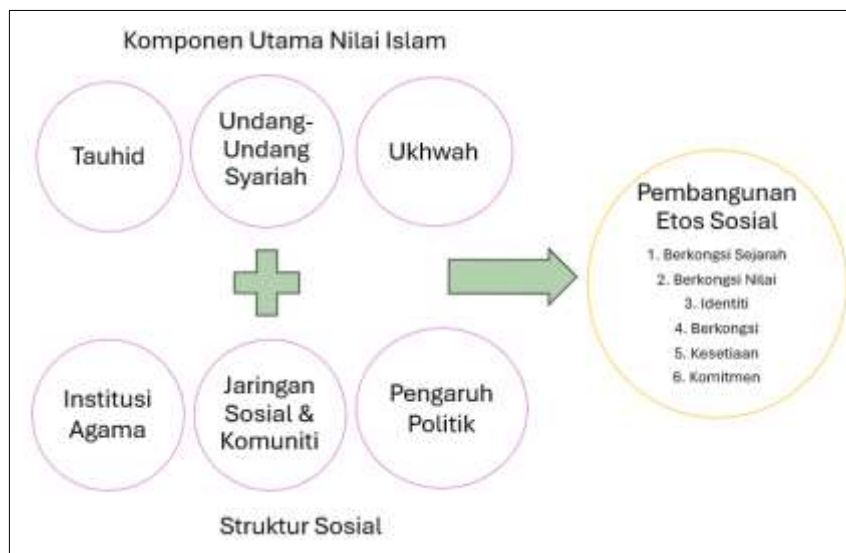 Komponen Utama Nilai Islam
Tauhid
Undang-
Undang
Syariah
Ukhwah
Institusi
Agama
Jaringan
Sosial &
Komuniti
Pengaruh
Politik
Struktur Sosial
Pembangunan
Etos Sosial
1. Berkongsi Sejarah
2. Berkongsi Nilai
3. Identiti
4. Berkongsi
5. Kesetiaan
6. Komitmen